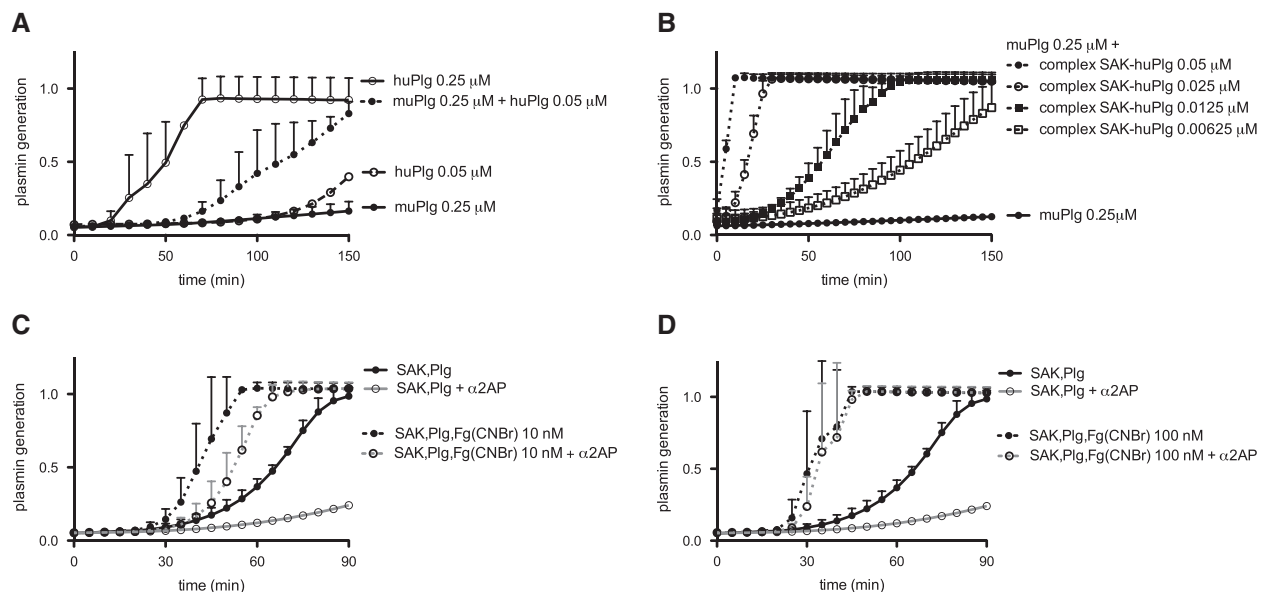 A
plasmin generation
1.0
0.5
0.0
0
50
100
150
time (min)
huPlg 0.25 μM
muPlg 0.25 μM + huPlg 0.05 μM
huPlg 0.05 μM
muPlg 0.25 μM
B
plasmin generation
1.0
0.5
0.0
0
50
100
150
time (min)
muPlg 0.25 μM +
complex SAK-huPlg 0.05 μM
complex SAK-huPlg 0.025 μM
complex SAK-huPlg 0.0125 μM
complex SAK-huPlg 0.00625 μM
muPlg 0.25μM
C
plasmin generation
1.0
0.5
0.0
0
30
60
90
time (min)
SAK,Plg
SAK,Plg + α2AP
SAK,Plg,Fg(CNBr) 10 nM
SAK,Plg,Fg(CNBr) 10 nM + α2AP
D
plasmin generation
1.0
0.5
0.0
0
30
60
90
time (min)
SAK,Plg
SAK,Plg + α2AP
SAK,Plg,Fg(CNBr) 100 nM
SAK,Plg,Fg(CNBr) 100 nM + α2AP